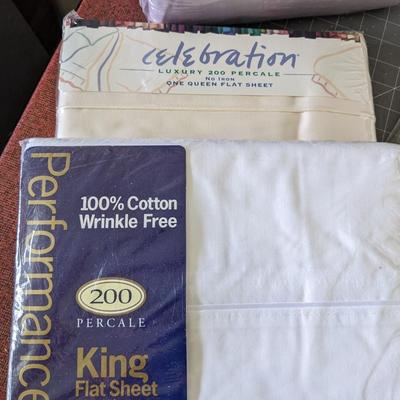 celebration
LUXURY 200 PERCALE
NO IRON
ONE QUEEN FLAT SHEET
Performance
100% Cotton
Wrinkle Free
200
PERCALE
King
Flat Sheet